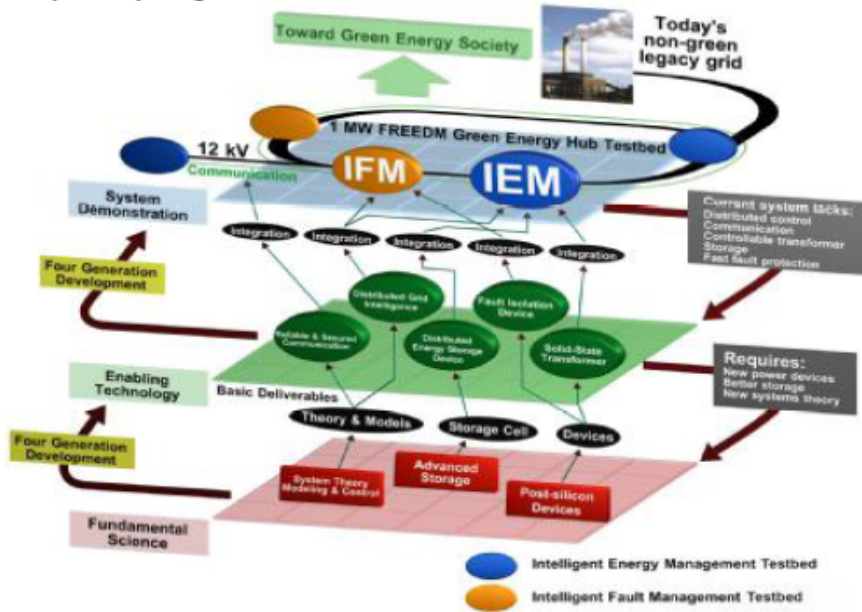 Toward Green Energy Society
Today's
non-green
legacy grid
1 MW FREEDM Green Energy Hub Testbed
12 kV
Communication
IFM
IEM
System
Demonstration
Current system lacks:
Distributed control
Communication
Controllable transformer
Storage
Fast fault protection
Integration
Integration
Integration
Integration
Integration
Four Generation
Development
Distributed Grid
Intelligence
Fault Isolation
Device
Reliable & Secured
Communication
Distributed
Energy Storage
Device
Solid-State
Transformer
Requires:
New power devices
Better storage
New systems theory
Enabling
Technology
Basic Deliverables
Theory & Models
Storage Cell
Devices
Four Generation
Development
System Theory
Modeling & Control
Advanced
Storage
Post-silicon
Devices
Fundamental
Science
Intelligent Energy Management Testbed
Intelligent Fault Management Testbed